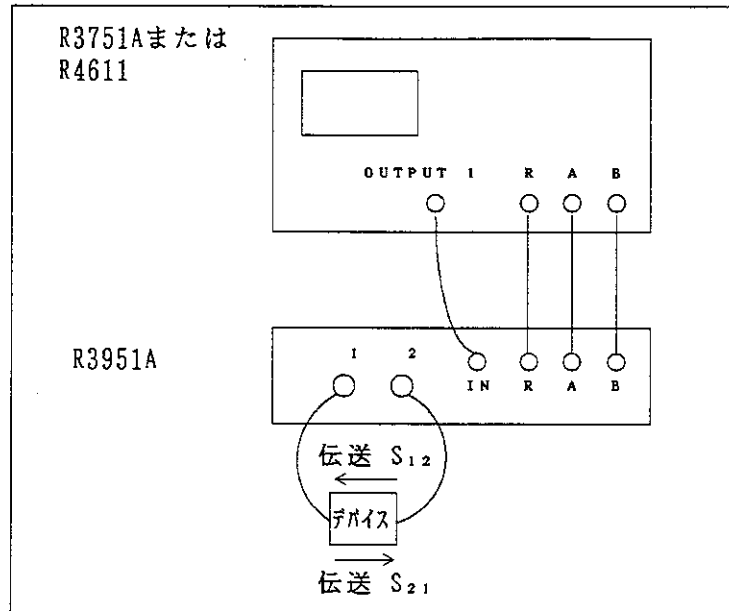 R3751Aまたは
R4611
OUTPUT 1 R A B
R3951A
1 2
IN R A B
伝送 S₁₂
デバイス
伝送 S₂₁